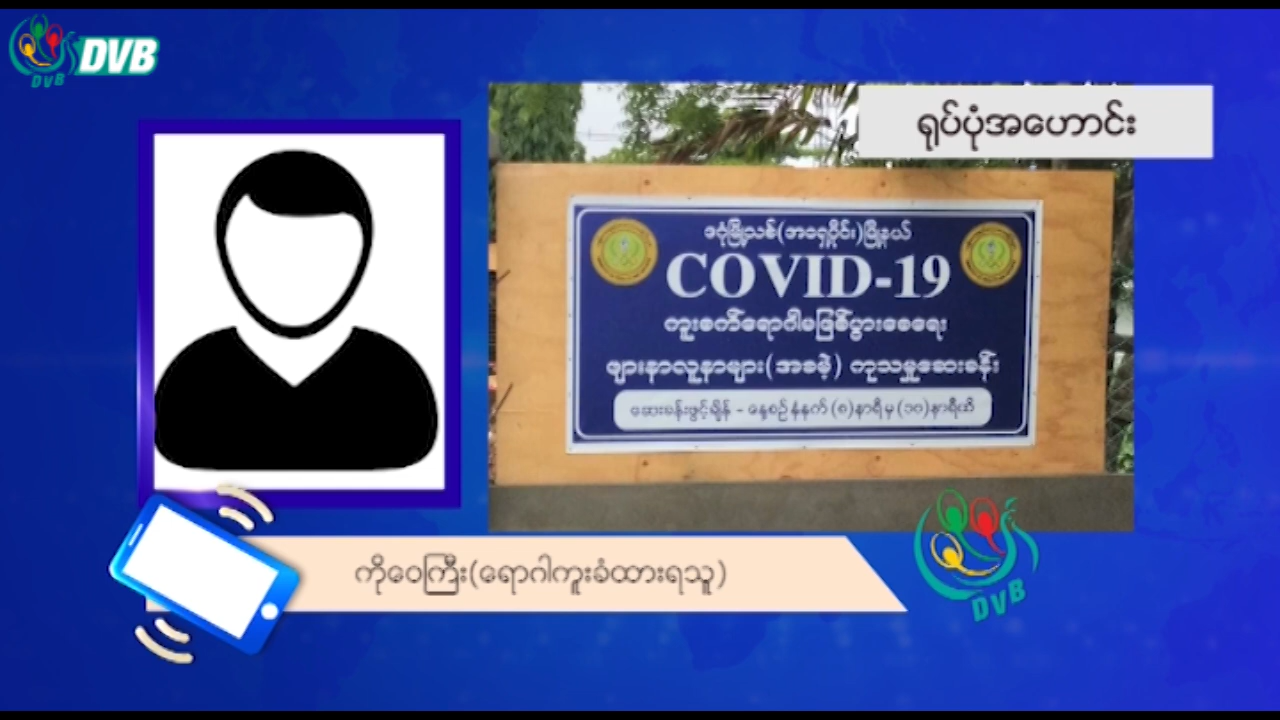 DVB
DVB
ရုပ်ပုံအဟောင်း
ဒဂုံမြို့သစ်(အရှေ့ပိုင်း)မြို့နယ်
COVID-19
ကူးစက်ရောဂါမဖြစ်ပွားစေရေး
ဖျားနာလူနာများ(အခမဲ့) ကုသမှုဆေးခန်း
ဆေးခန်းဖွင့်ချိန် - နေ့စဉ် နံနက် (၈)နာရီမှ (၁၀)နာရီထိ
ကိုဝေကြီး(ရောဂါကူးခံထားရသူ)
DVB